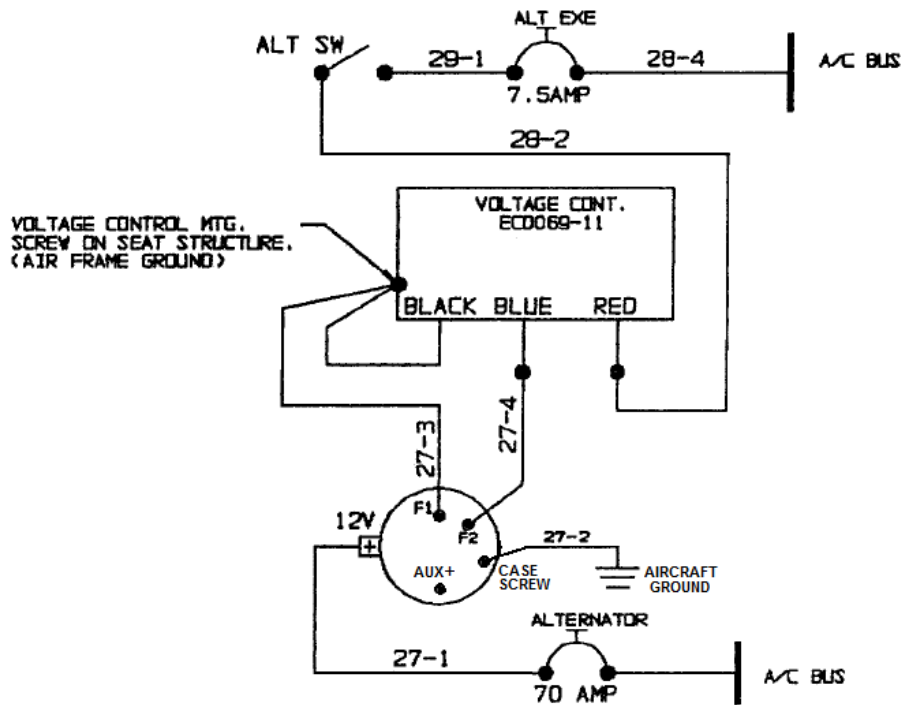 ALT EXE
ALT SW
29-1
28-4
A/C BUS
7.5AMP
28-2
VOLTAGE CONT.
EC0069-11
VOLTAGE CONTROL MTG.
SCREW ON SEAT STRUCTURE.
(AIR FRAME GROUND)
BLACK BLUE RED
27-3
27-4
F1
12V
F2
27-2
+
AUX+
CASE
SCREW
AIRCRAFT
GROUND
ALTERNATOR
27-1
70 AMP
A/C BUS